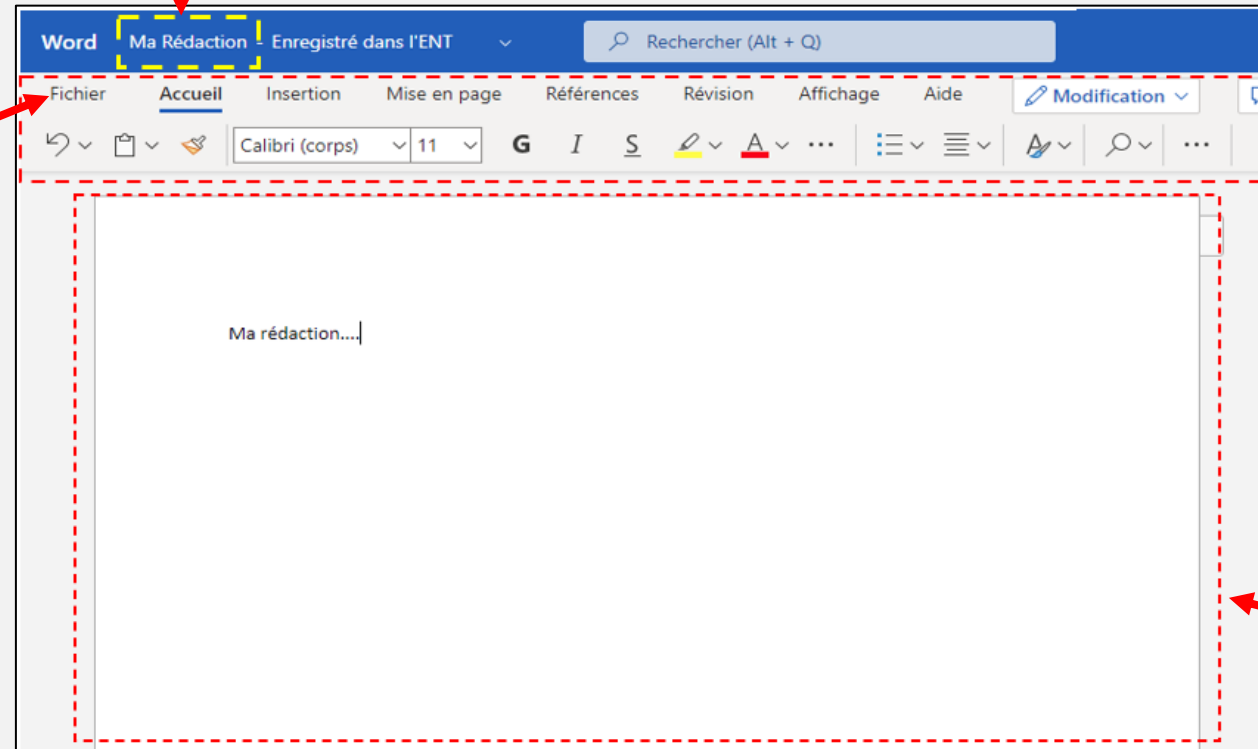 Word Ma Rédaction - Enregistré dans l'ENT Rechercher (Alt + Q)
Fichier Accueil Insertion Mise en page Références Révision Affichage Aide Modification
Calibri (corps) 11 G I S A
Ma rédaction....